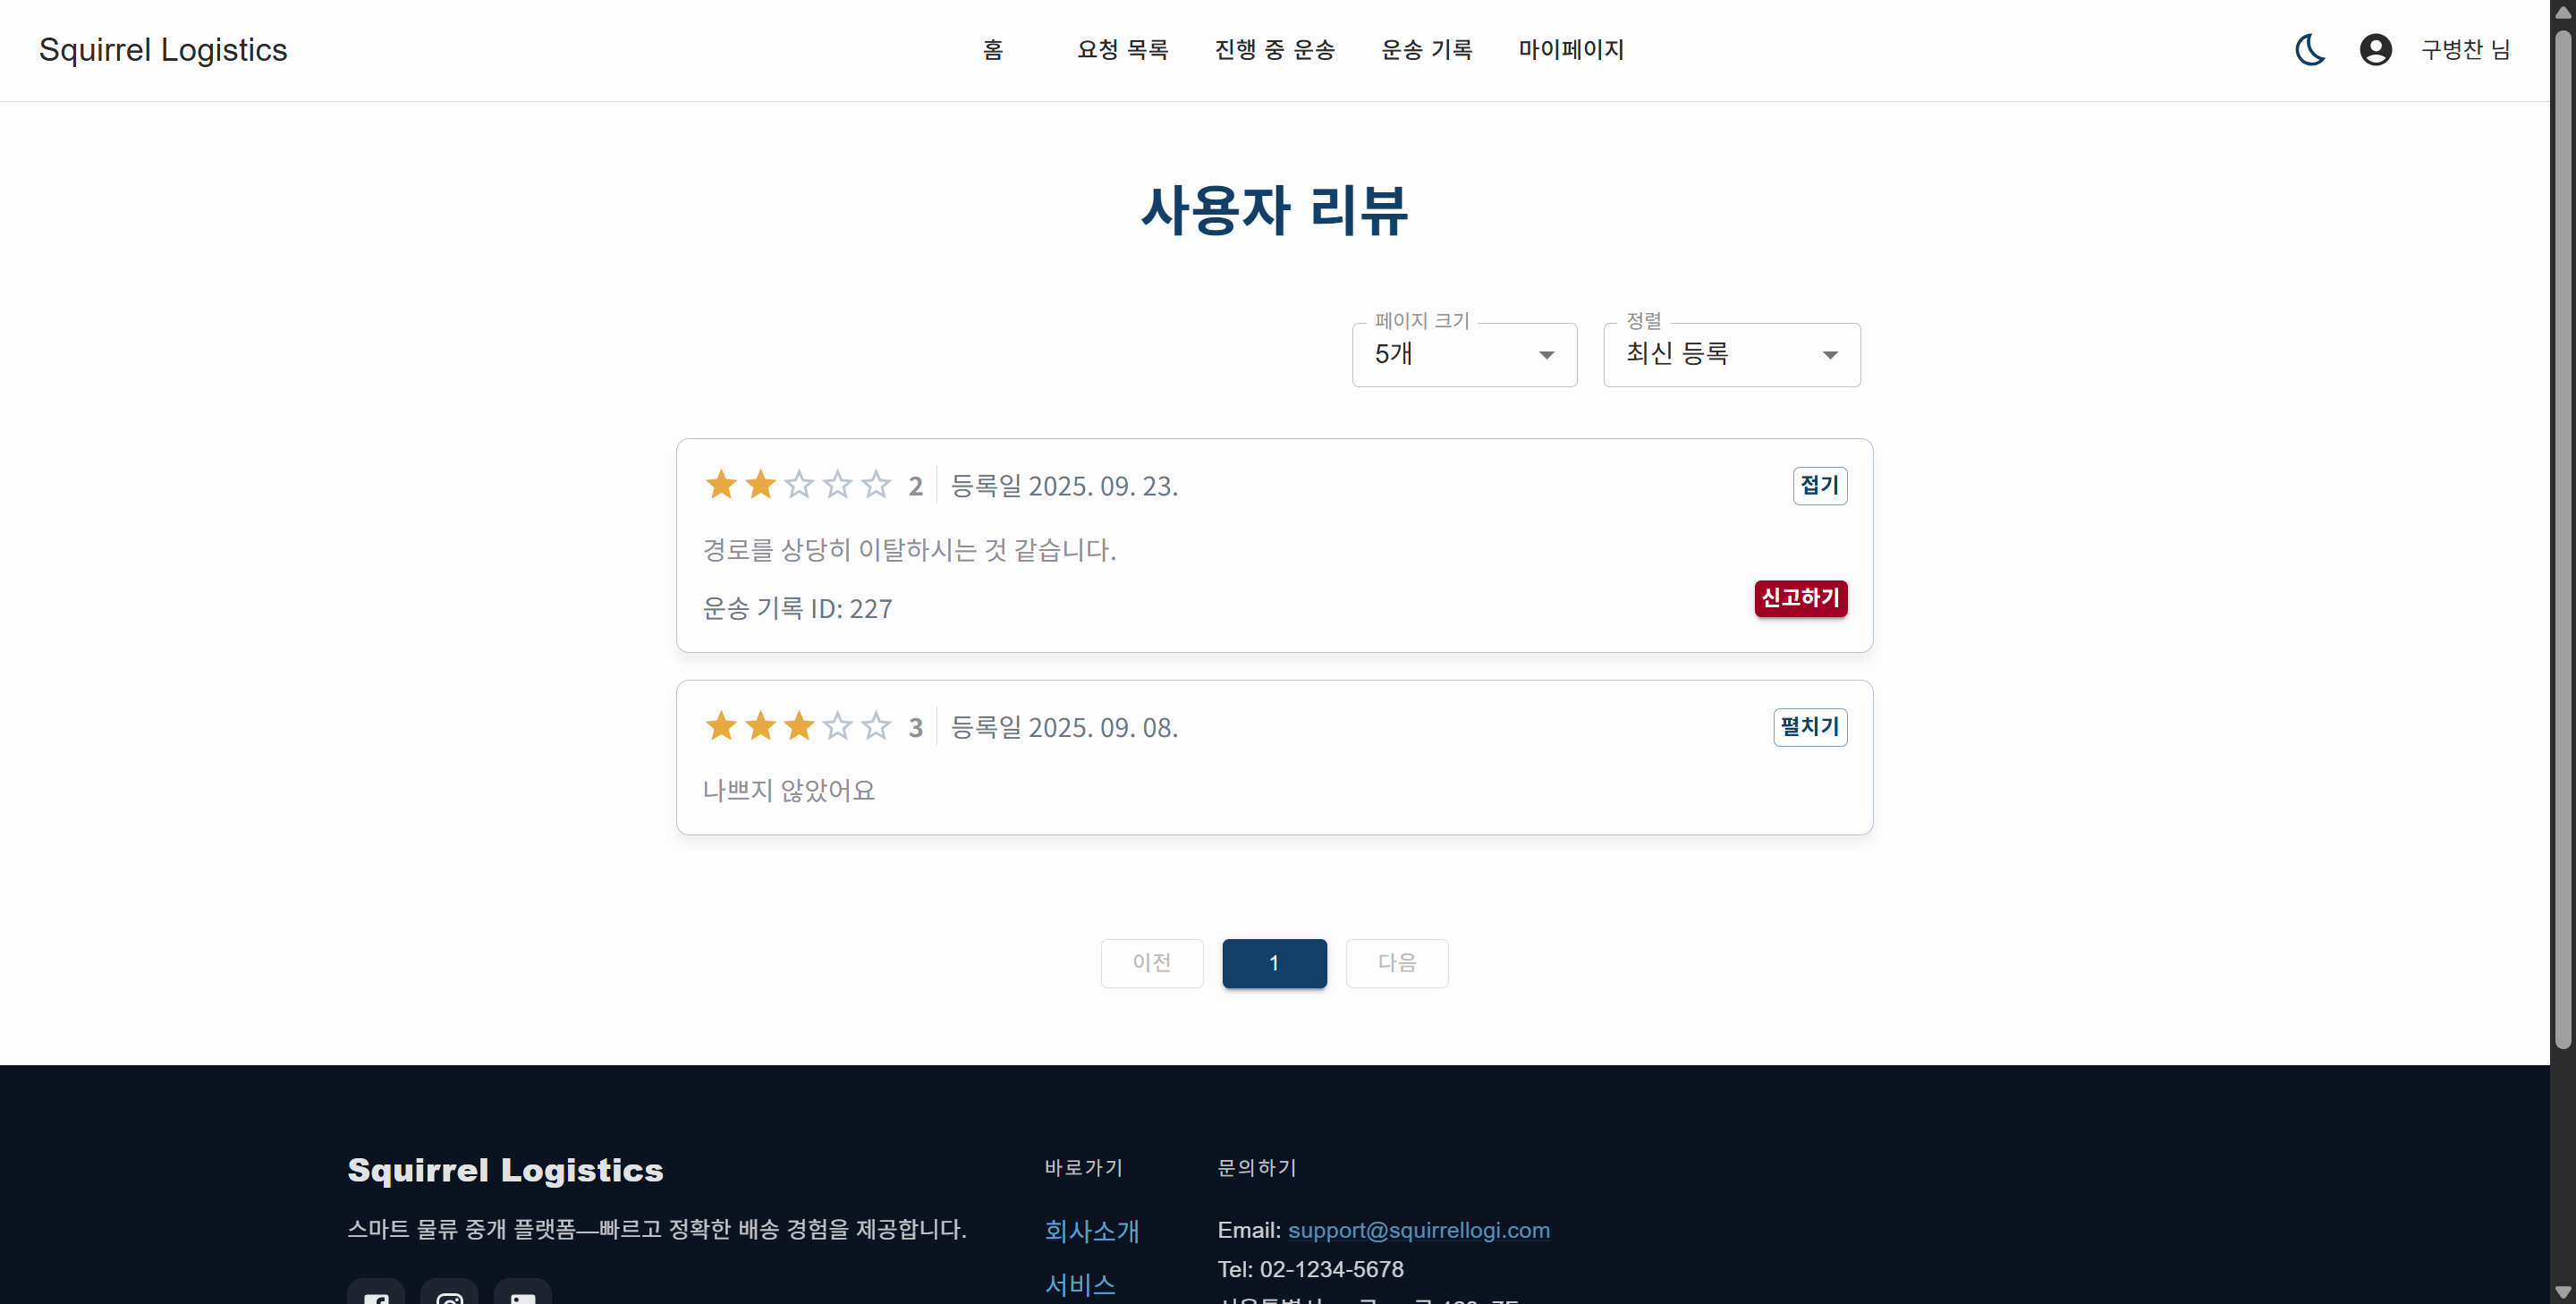 Squirrel Logistics
홈 요청 목록 진행 중 운송 운송 기록 마이페이지
구병찬 님
사용자 리뷰
페이지 크기
5개
정렬
최신 등록
2 등록일 2025. 09. 23.
접기
경로를 상당히 이탈하시는 것 같습니다.
운송 기록 ID: 227
신고하기
3 등록일 2025. 09. 08.
펼치기
나쁘지 않았어요
이전 1 다음
Squirrel Logistics
스마트 물류 중개 플랫폼—빠르고 정확한 배송 경험을 제공합니다.
바로가기
회사소개
서비스
문의하기
Email: support@squirrellogi.com
Tel: 02-1234-5678